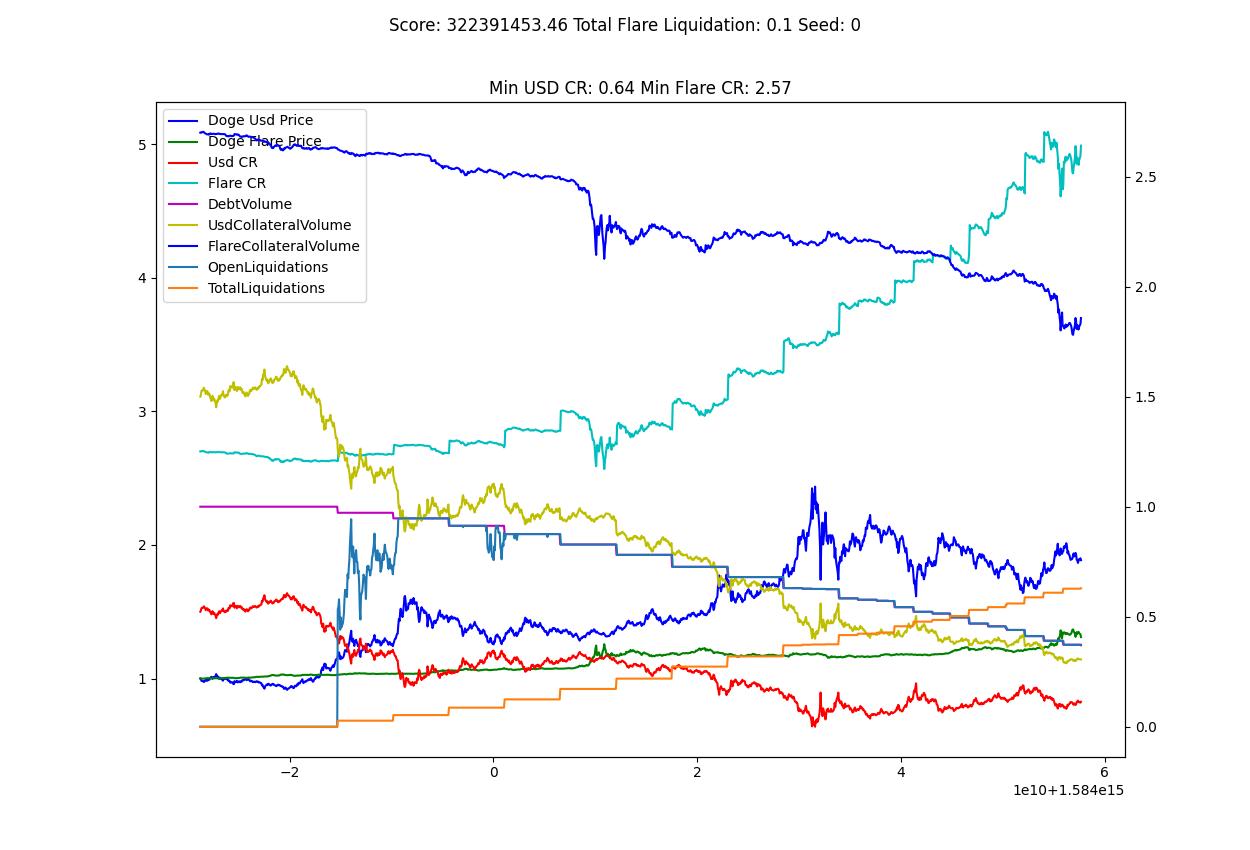 Score: 322391453.46 Total Flare Liquidation: 0.1 Seed: 0
Min USD CR: 0.64 Min Flare CR: 2.57
Doge Usd Price
Doge Flare Price
Usd CR
Flare CR
DebtVolume
UsdCollateralVolume
FlareCollateralVolume
OpenLiquidations
TotalLiquidations
5
4
3
2
1
2.5
2.0
1.5
1.0
0.5
0.0
−2 0 2 4 6
1e10+1.584e15